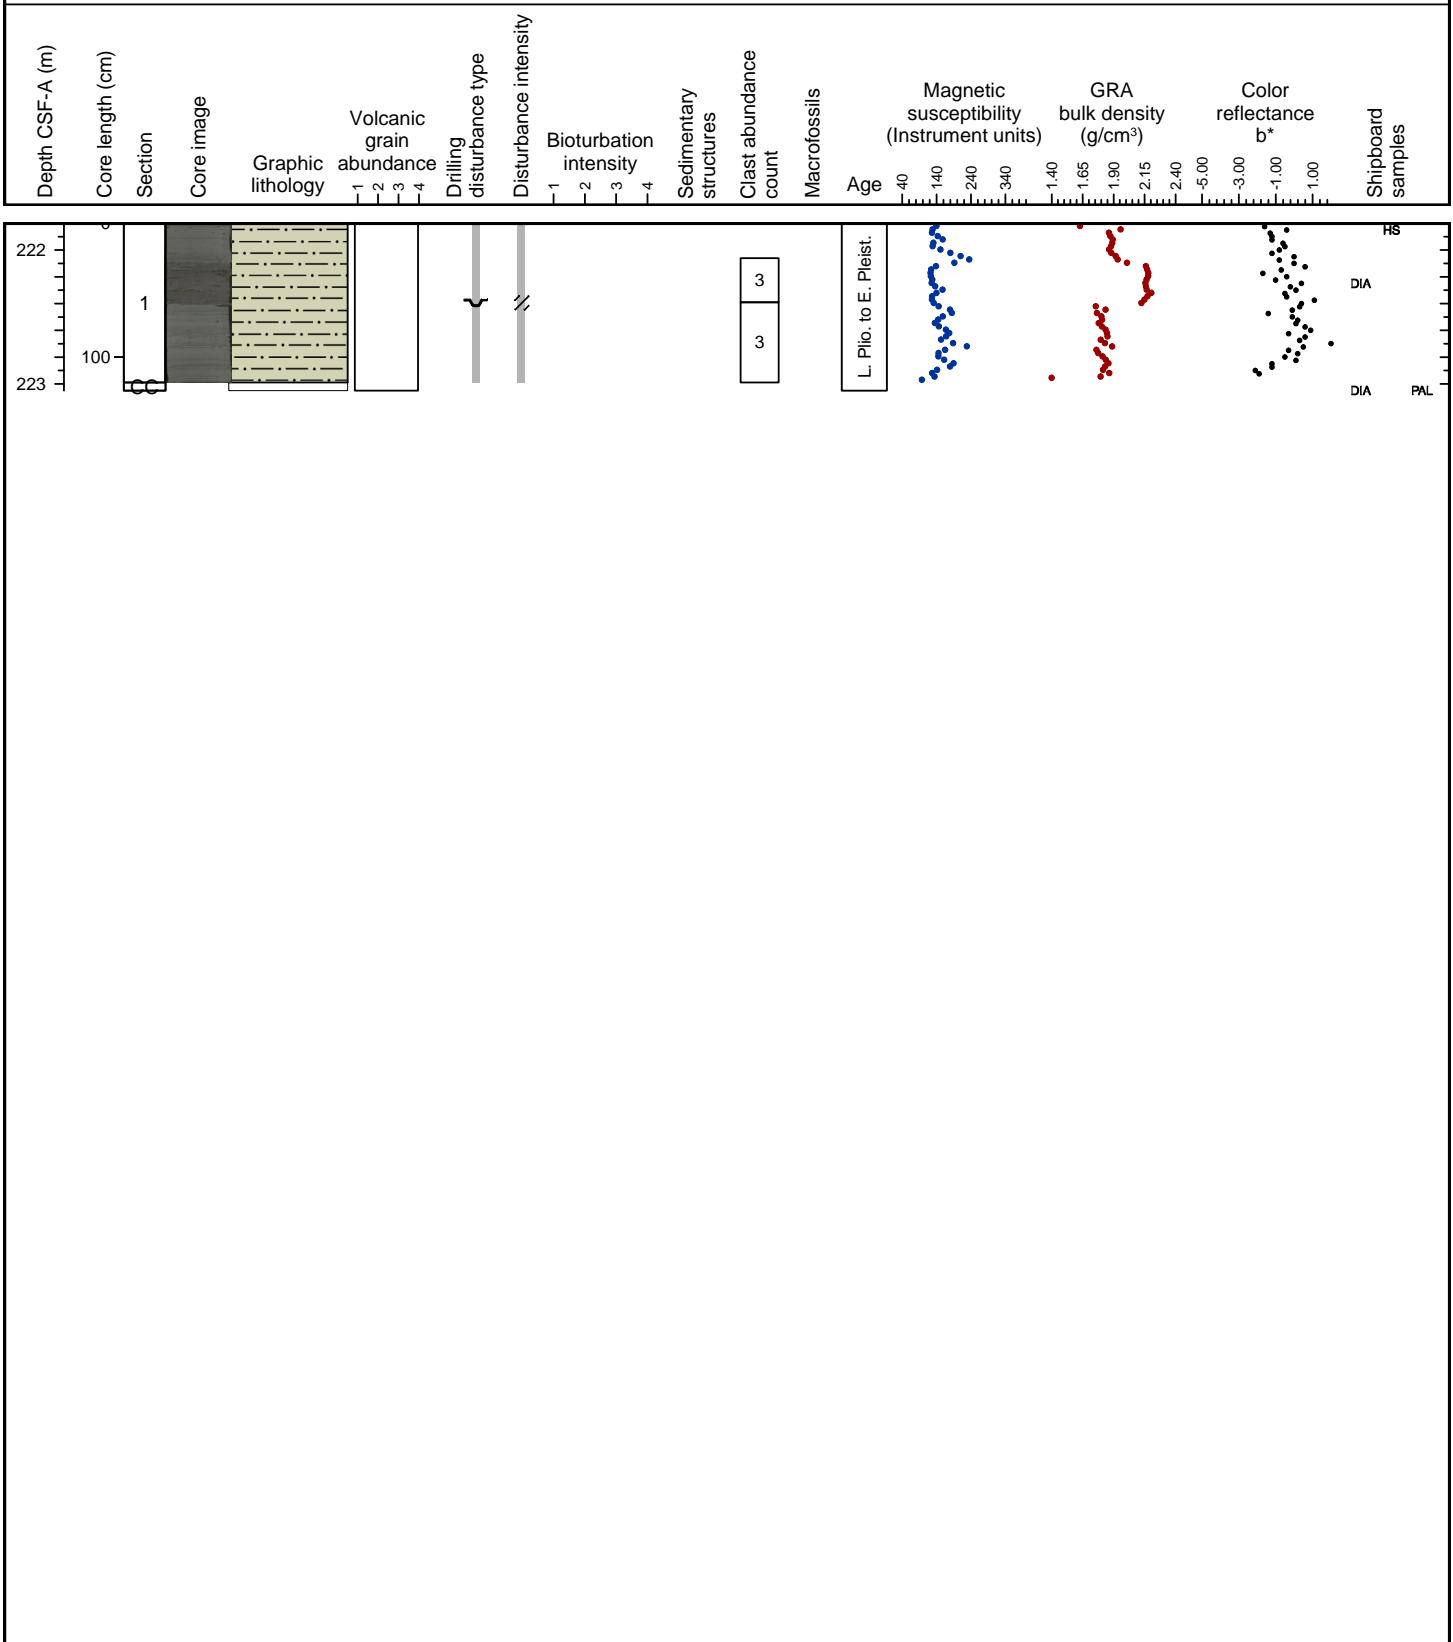 Depth CSF-A (m)
Core length (cm)
Section
Core image
Graphic
lithology
Volcanic
grain
abundance
1 2 3 4
Drilling
disturbance type
Disturbance intensity
Bioturbation
intensity
1 2 3 4
Sedimentary
structures
Clast abundance
count
Macrofossils
Age
Magnetic
susceptibility
(Instrument units)
40 140 240 340
GRA
bulk density
(g/cm³)
1.40 1.65 1.90 2.15 2.40
Color
reflectance
b*
-5.00 -3.00 -1.00 1.00
Shipboard
samples
0
222
1
100
223
CC
3
3
L. Plio. to E. Pleist.
HS
DIA
DIA PAL